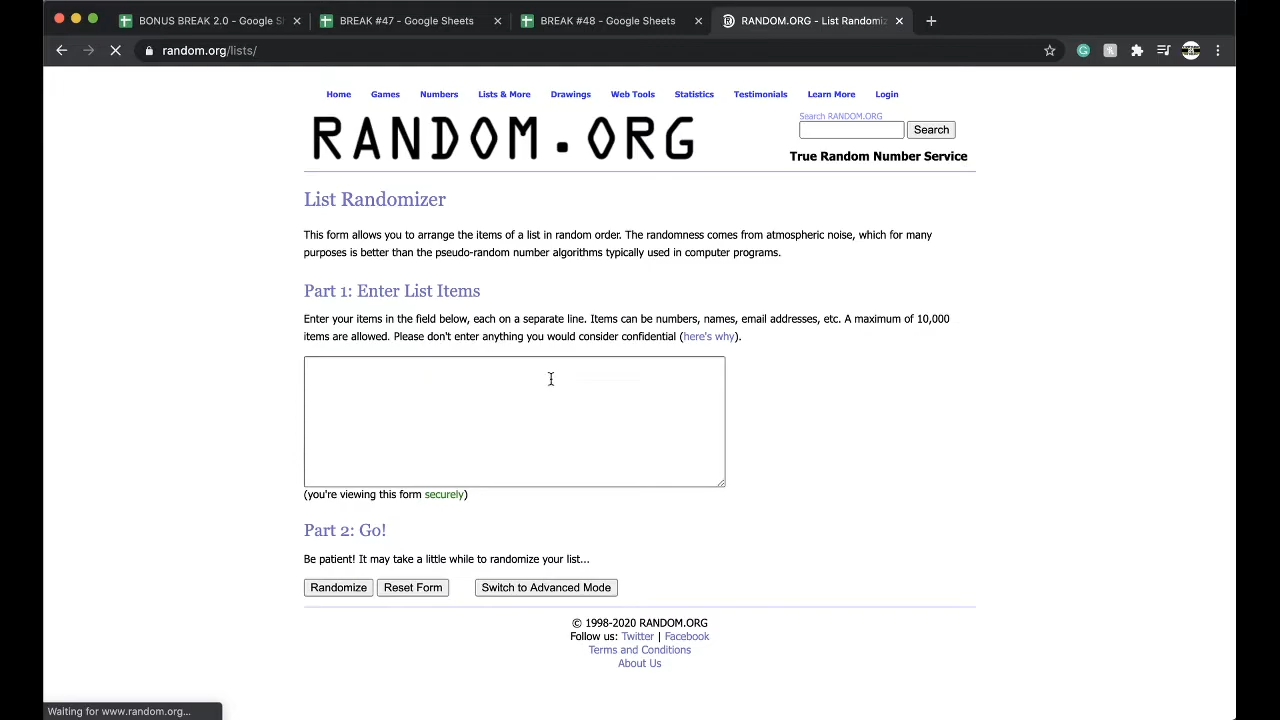 BONUS BREAK 2.0 - Google S
BREAK #47 - Google Sheets
BREAK #48 - Google Sheets
RANDOM.ORG - List Randomiz
random.org/lists/
Home Games Numbers Lists & More Drawings Web Tools Statistics Testimonials Learn More Login
RANDOM.ORG
Search RANDOM.ORG
Search
True Random Number Service
List Randomizer
This form allows you to arrange the items of a list in random order. The randomness comes from atmospheric noise, which for many
purposes is better than the pseudo-random number algorithms typically used in computer programs.
Part 1: Enter List Items
Enter your items in the field below, each on a separate line. Items can be numbers, names, email addresses, etc. A maximum of 10,000
items are allowed. Please don't enter anything you would consider confidential (here's why).
(you're viewing this form securely)
Part 2: Go!
Be patient! It may take a little while to randomize your list...
Randomize Reset Form Switch to Advanced Mode
© 1998-2020 RANDOM.ORG
Follow us: Twitter | Facebook
Terms and Conditions
About Us
Waiting for www.random.org...